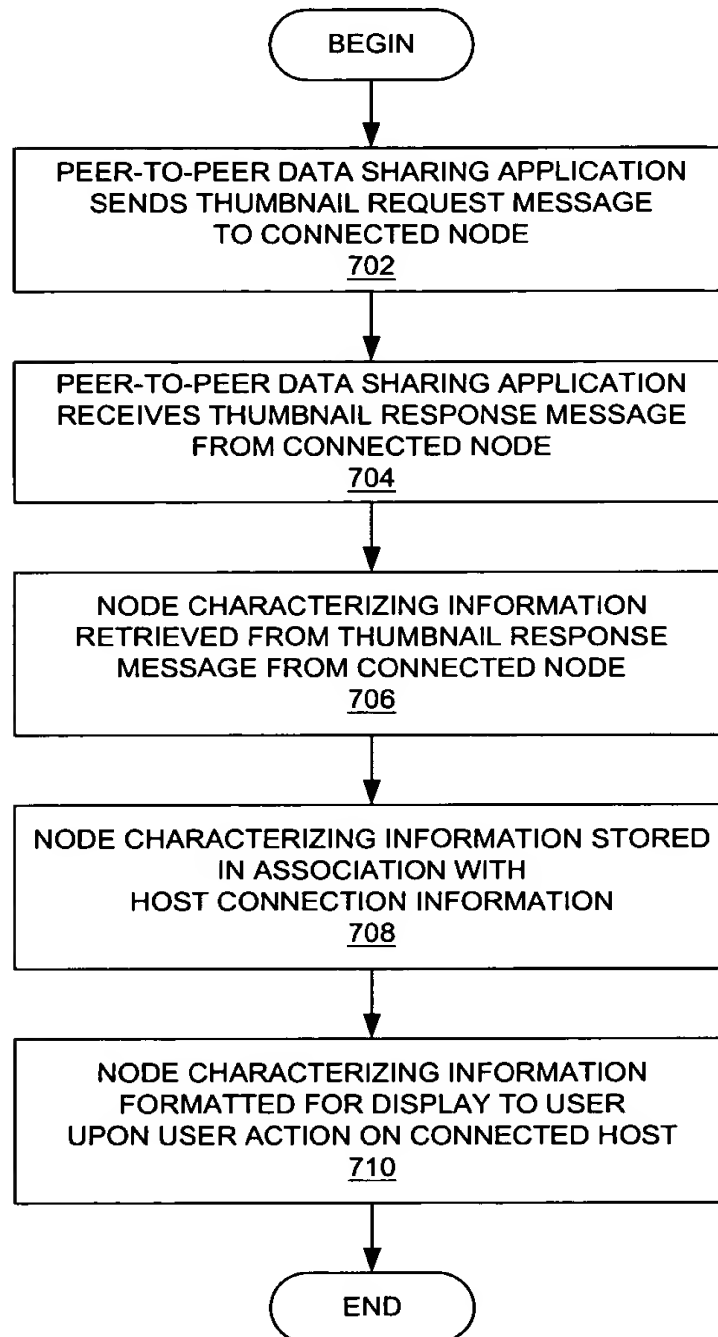 BEGIN
PEER-TO-PEER DATA SHARING APPLICATION
SENDS THUMBNAIL REQUEST MESSAGE
TO CONNECTED NODE
702
PEER-TO-PEER DATA SHARING APPLICATION
RECEIVES THUMBNAIL RESPONSE MESSAGE
FROM CONNECTED NODE
704
NODE CHARACTERIZING INFORMATION
RETRIEVED FROM THUMBNAIL RESPONSE
MESSAGE FROM CONNECTED NODE
706
NODE CHARACTERIZING INFORMATION STORED
IN ASSOCIATION WITH
HOST CONNECTION INFORMATION
708
NODE CHARACTERIZING INFORMATION
FORMATTED FOR DISPLAY TO USER
UPON USER ACTION ON CONNECTED HOST
710
END